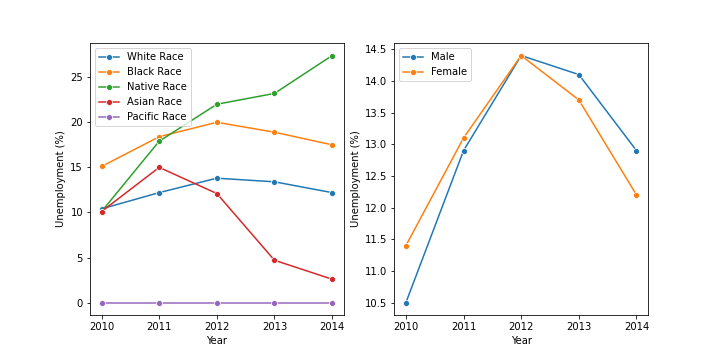 White Race
Black Race
Native Race
Asian Race
Pacific Race
Unemployment (%)
25
20
15
10
5
0
2010 2011 2012 2013 2014
Year
Male
Female
Unemployment (%)
14.5
14.0
13.5
13.0
12.5
12.0
11.5
11.0
10.5
2010 2011 2012 2013 2014
Year